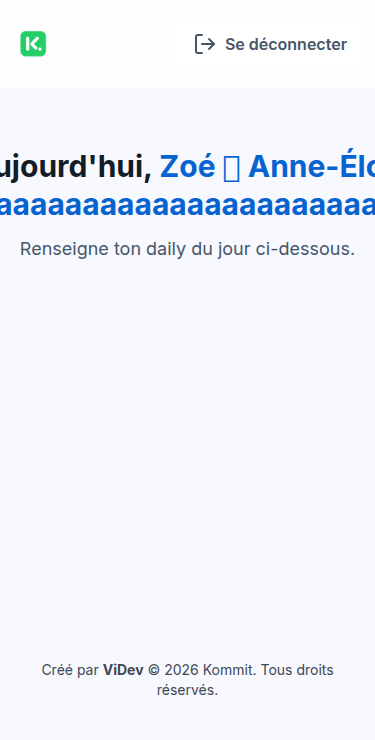 K.
Se déconnecter
ujourd'hui, Zoé Anne-Élo
aaaaaaaaaaaaaaaaaaaaaa
Renseigne ton daily du jour ci-dessous.
Créé par ViDev © 2026 Kommit. Tous droits
réservés.